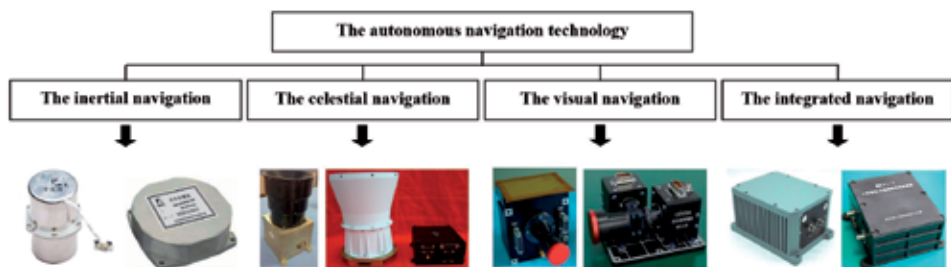 The autonomous navigation technology
The inertial navigation
The celestial navigation
The visual navigation
The integrated navigation